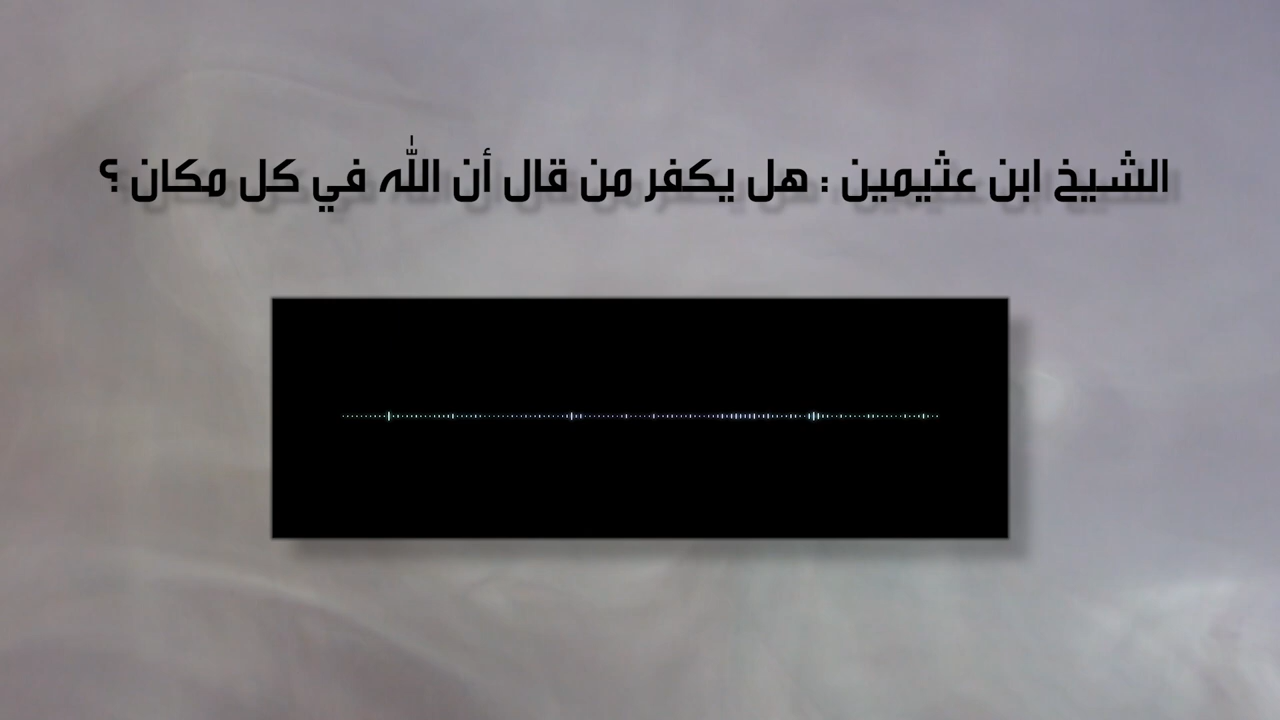 الشيخ ابن عثيمين : هل يكفر من قال أن الله في كل مكان ؟